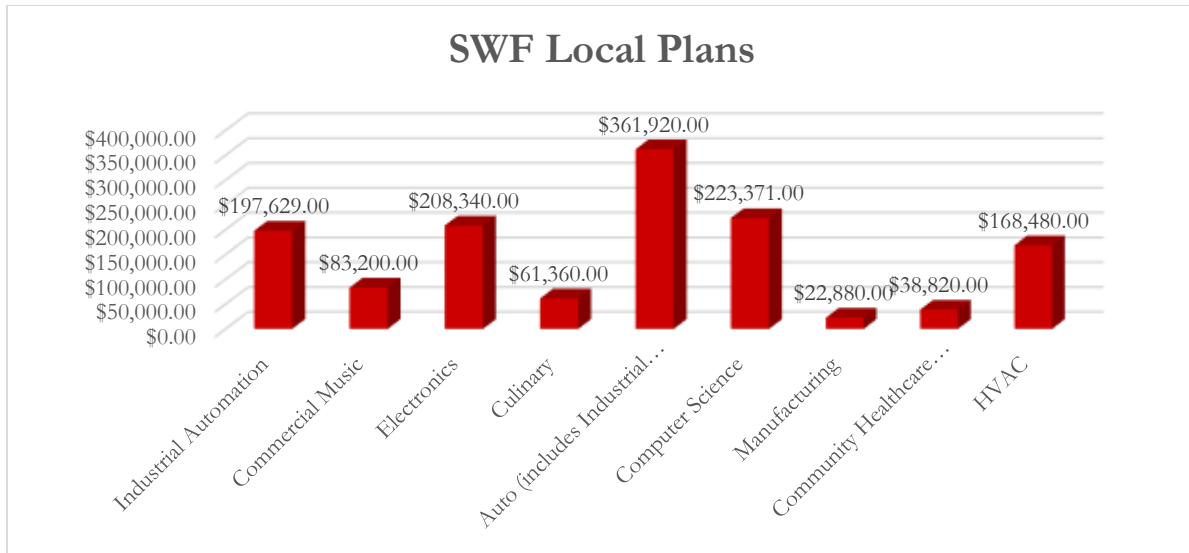 SWF Local Plans
$400,000.00
$350,000.00
$300,000.00
$250,000.00
$200,000.00
$150,000.00
$100,000.00
$50,000.00
$0.00
$197,629.00
$83,200.00
$208,340.00
$61,360.00
$361,920.00
$223,371.00
$22,880.00
$38,820.00
$168,480.00
Industrial Automation
Commercial Music
Electronics
Culinary
Auto (includes Industrial…
Computer Science
Manufacturing
Community Healthcare…
HVAC